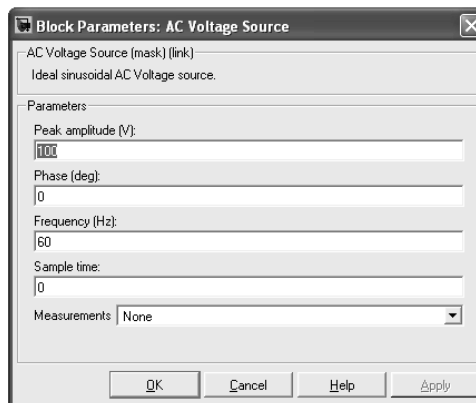 Block Parameters: AC Voltage Source
AC Voltage Source (mask) (link)
Ideal sinusoidal AC Voltage source.
Parameters
Peak amplitude (V):
100
Phase (deg):
0
Frequency (Hz):
60
Sample time:
0
Measurements None
OK Cancel Help Apply